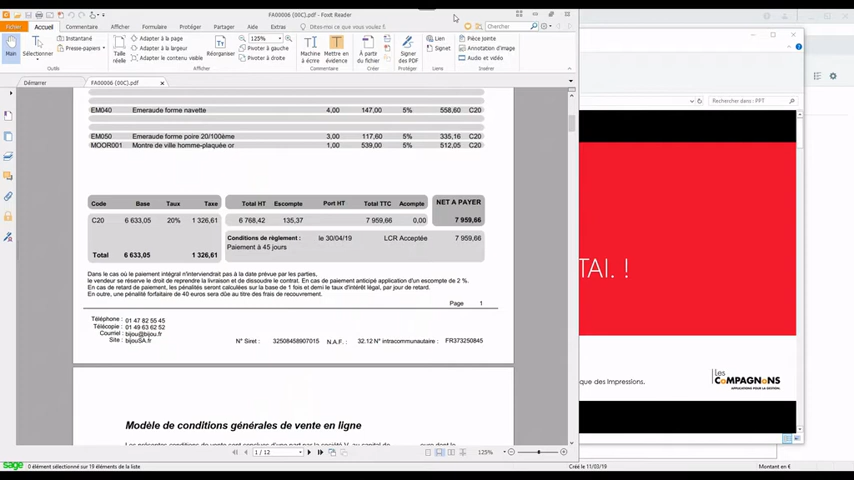 FA00006 (00C).pdf - Foxit Reader
Fichier Accueil Commentaire Afficher Formulaire Protéger Partage Aide Extras Dites-moi ce que vous voulez f Chercher
Main
Sélectionner
Instantané
Presse-papiers
Outils
Taille réelle
Adapter à la page
Adapter à la largeur
Adapter le contenu visible
Réorganiser
125%
Pivoter à gauche
Pivoter à droite
Afficher
Machine à écrire
Mettre en évidence
Commentaire
À partir du fichier
Créer
Signer des PDF
Protéger
Lien
Signet
Liens
Pièce jointe
Annotation d'image
Audio et vidéo
Insérer
Démarrer FA00006 (00C).pdf
Rechercher dans : PPT
EM040 Emeraude forme navette 4,00 147,00 5% 558,60 C20
EM050 Emeraude forme poire 20/100ème 3,00 117,60 5% 335,16 C20
MOOR001 Montre de ville homme-plaquée or 1,00 539,00 5% 512,05 C20
Code Base Taux Taxe Total HT Escompte Port HT Total TTC Acompte NET A PAYER
C20 6 633,05 20% 1 326,61 6 768,42 135,37 7 959,66 0,00 7 959,66
Conditions de règlement : le 30/04/19 LCR Acceptée 7 959,66
Paiement à 45 jours
Total 6 633,05 1 326,61
Dans le cas où le paiement intégral n'interviendrait pas à la date prévue par les parties,
le vendeur se réserve le droit de reprendre la livraison et de dissoudre le contrat. En cas de paiement anticipé application d'un escompte de 2 %.
En cas de retard de paiement, les pénalités seront calculées sur la base de 1 fois et demi le taux d'intérêt légal, par jour de retard.
En outre, une pénalité forfaitaire de 40 euros sera dûe au titre des frais de recouvrement.
Page 1
Téléphone : 01 47 82 55 45
Télécopie : 01 49 63 62 52
Courriel : bijou@bijou.fr
Site : bijouSA.fr
N° Siret : 32508458907015 N.A.F. : 32.12 N° intracommunautaire : FR373250845
Modèle de conditions générales de vente en ligne
TAL !
que des Impressions.
les
COMPAGNONS
APPLICATIONS POUR LA GESTION.
1 / 12
125%
sage 0 élément sélectionné sur 19 éléments de la liste Créé le 11/03/19 Montant en €